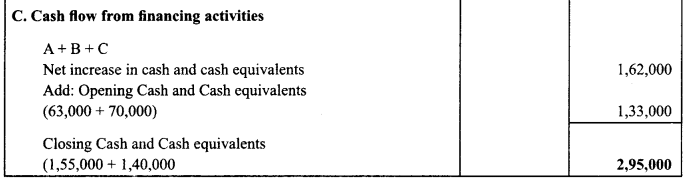 C. Cash flow from financing activities
A + B + C
Net increase in cash and cash equivalents 1,62,000
Add: Opening Cash and Cash equivalents
(63,000 + 70,000) 1,33,000
Closing Cash and Cash equivalents
(1,55,000 + 1,40,000 2,95,000